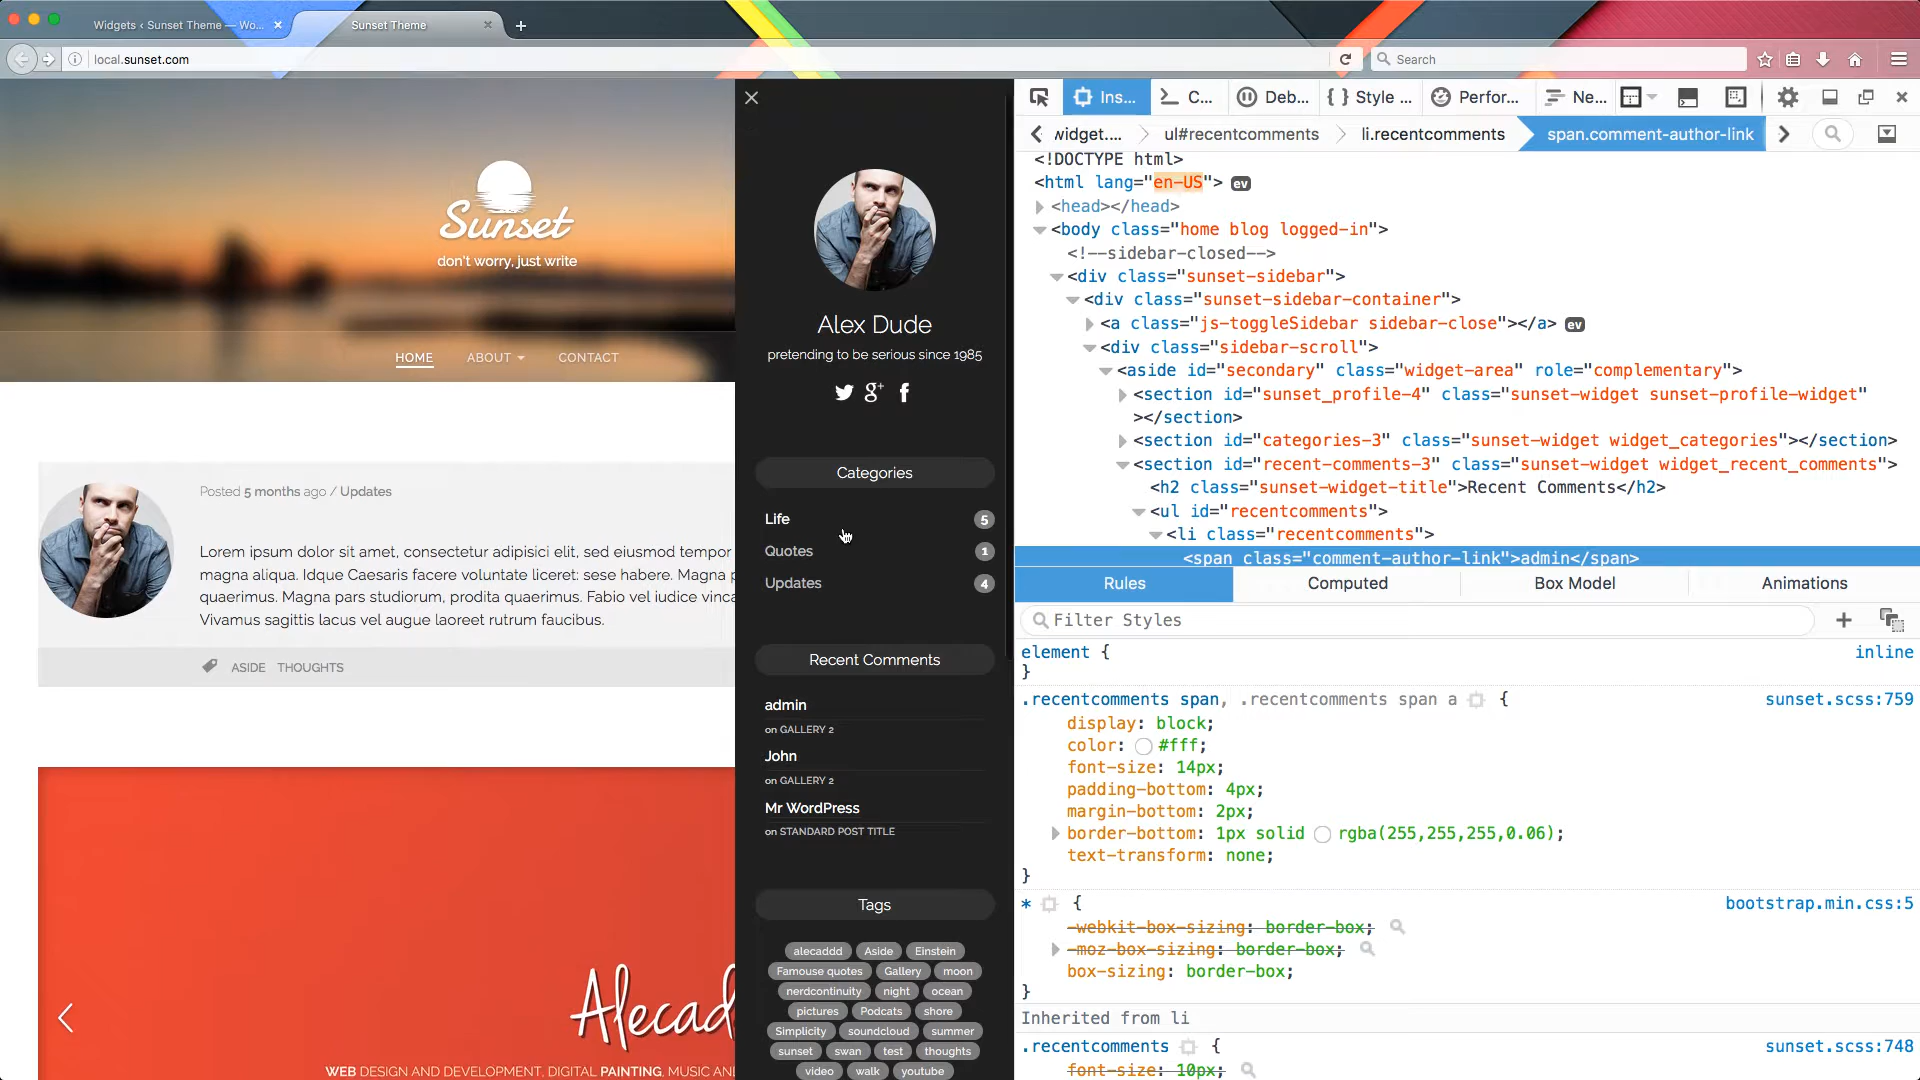 Widgets ‹ Sunset Theme — Wo...
Sunset Theme
local.sunset.com
Search
Sunset
don't worry, just write
HOME
ABOUT
CONTACT
Posted 5 months ago / Updates
Lorem ipsum dolor sit amet, consectetur adipisici elit, sed eiusmod tempor
magna aliqua. Idque Caesaris facere voluntate liceret: sese habere. Magna p
quaerimus. Magna pars studiorum, prodita quaerimus. Fabio vel iudice vinca
Vivamus sagittis lacus vel augue laoreet rutrum faucibus.
ASIDE THOUGHTS
Alecad
WEB DESIGN AND DEVELOPMENT, DIGITAL PAINTING, MUSIC AN
Alex Dude
pretending to be serious since 1985
Categories
Life 5
Quotes 1
Updates 4
Recent Comments
admin
on GALLERY 2
John
on GALLERY 2
Mr WordPress
on STANDARD POST TITLE
Tags
alecaddd Aside Einstein
Famouse quotes Gallery moon
nerdcontinuity night ocean
pictures Podcats shore
Simplicity soundcloud summer
sunset swan test thoughts
video walk youtube
Ins... C... Deb... Style ... Perfor... Ne...
widget.... ul#recentcomments li.recentcomments span.comment-author-link
<!DOCTYPE html>
<html lang="en-US"> ev
<head></head>
<body class="home blog logged-in">
<!--sidebar-closed-->
<div class="sunset-sidebar">
<div class="sunset-sidebar-container">
<a class="js-toggleSidebar sidebar-close"></a> ev
<div class="sidebar-scroll">
<aside id="secondary" class="widget-area" role="complementary">
<section id="sunset_profile-4" class="sunset-widget sunset-profile-widget"
></section>
<section id="categories-3" class="sunset-widget widget_categories"></section>
<section id="recent-comments-3" class="sunset-widget widget_recent_comments">
<h2 class="sunset-widget-title">Recent Comments</h2>
<ul id="recentcomments">
<li class="recentcomments">
<span class="comment-author-link">admin</span>
Rules Computed Box Model Animations
Filter Styles
element { inline
}
.recentcomments span, .recentcomments span a { sunset.scss:759
display: block;
color: #fff;
font-size: 14px;
padding-bottom: 4px;
margin-bottom: 2px;
border-bottom: 1px solid rgba(255,255,255,0.06);
text-transform: none;
}
* { bootstrap.min.css:5
-webkit-box-sizing: border-box;
-moz-box-sizing: border-box;
box-sizing: border-box;
}
Inherited from li
.recentcomments { sunset.scss:748
font-size: 10px;